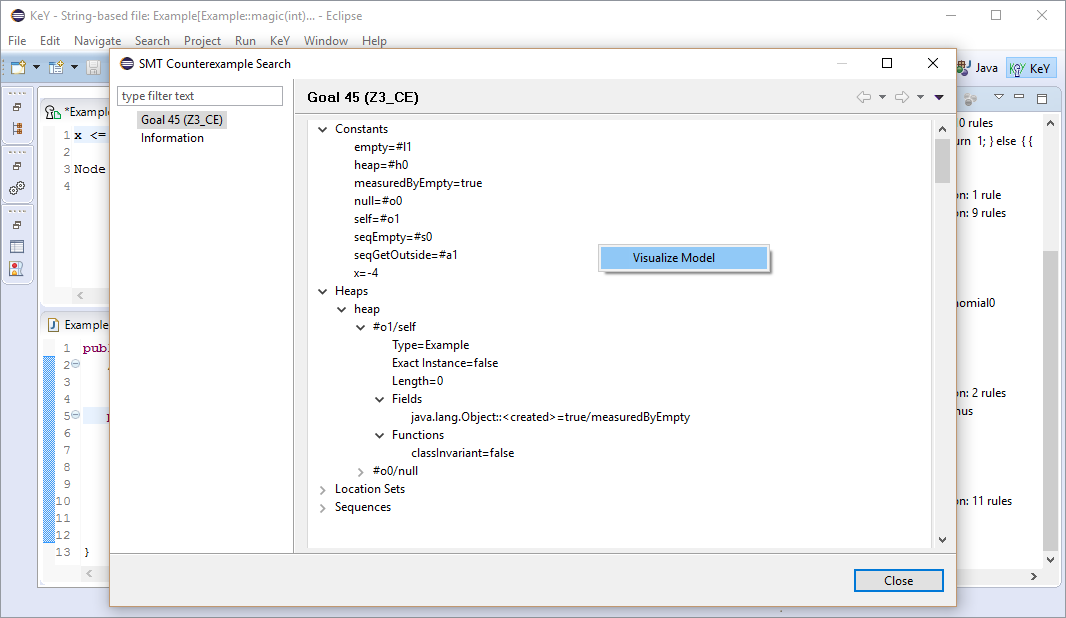 KeY - String-based file: Example[Example::magic(int)... - Eclipse
File Edit Navigate Search Project Run KeY Window Help
Java KeY
SMT Counterexample Search
type filter text
Goal 45 (Z3_CE)
Information
Goal 45 (Z3_CE)
Constants
empty=#l1
heap=#h0
measuredByEmpty=true
null=#o0
self=#o1
seqEmpty=#s0
seqGetOutside=#a1
x=-4
Heaps
heap
#o1/self
Type=Example
Exact Instance=false
Length=0
Fields
java.lang.Object::<created>=true/measuredByEmpty
Functions
classInvariant=false
#o0/null
Location Sets
Sequences
Visualize Model
Close
*Example
1 x <=
2
3 Node
4
Example
1 publ
2
3
4
5
6
7
8
9
10
11
12
13 }
0 rules
urn 1; } else { {
on: 1 rule
on: 9 rules
nomial0
on: 2 rules
nus
on: 11 rules